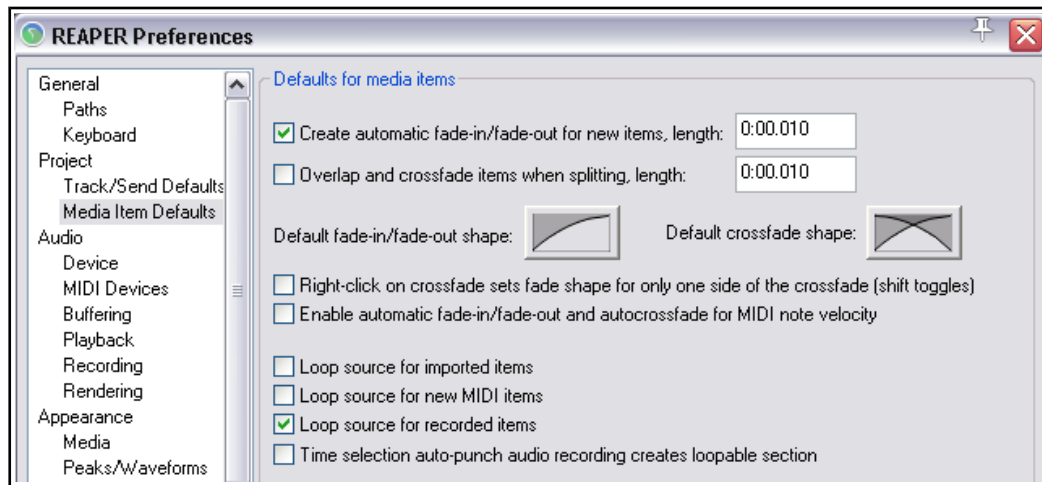 REAPER Preferences
General
Paths
Keyboard
Project
Track/Send Defaults
Media Item Defaults
Audio
Device
MIDI Devices
Buffering
Playback
Recording
Rendering
Appearance
Media
Peaks/Waveforms
Defaults for media items
Create automatic fade-in/fade-out for new items, length: 0:00.010
Overlap and crossfade items when splitting, length: 0:00.010
Default fade-in/fade-out shape: Default crossfade shape:
Right-click on crossfade sets fade shape for only one side of the crossfade (shift toggles)
Enable automatic fade-in/fade-out and autocrossfade for MIDI note velocity
Loop source for imported items
Loop source for new MIDI items
Loop source for recorded items
Time selection auto-punch audio recording creates loopable section